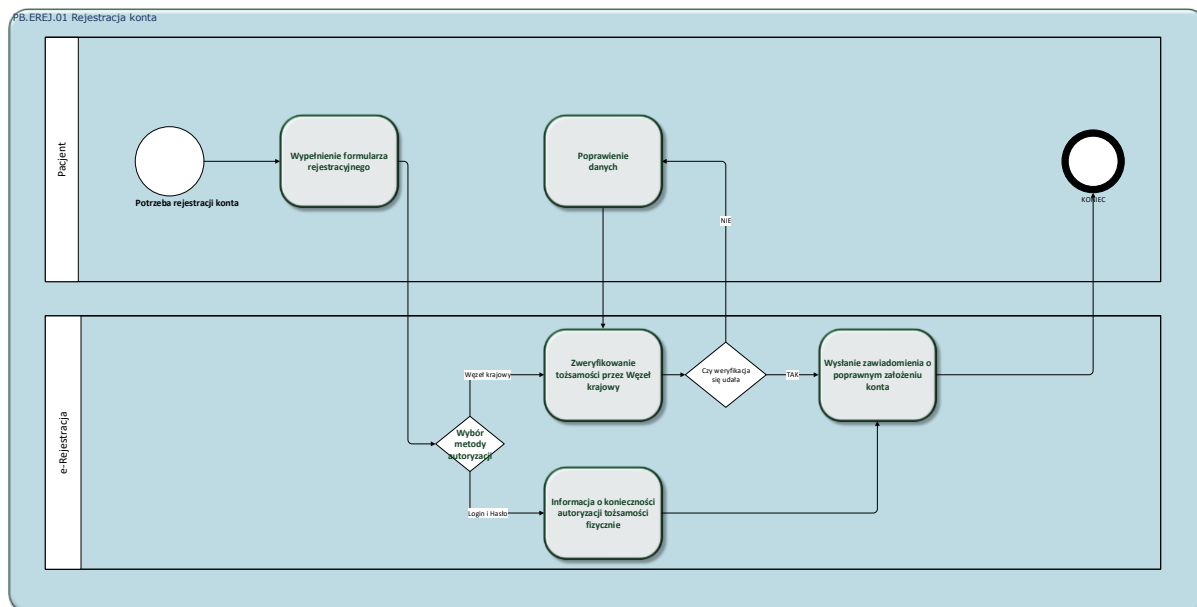 PB.EREJ.01 Rejestracja konta
Pacjent
Potrzeba rejestracji konta
Wypełnienie formularza
rejestracyjnego
Poprawienie
danych
NIE
KONIEC
e-Rejestracja
Wybór
metody
autoryzacji
Węzeł krajowy
Login i Hasło
Zweryfikowanie
tożsamości przez Węzeł
krajowy
Czy weryfikacja
się udała
TAK
Wysłanie zawiadomienia o
poprawnym założeniu
konta
Informacja o konieczności
autoryzacji tożsamości
fizycznie